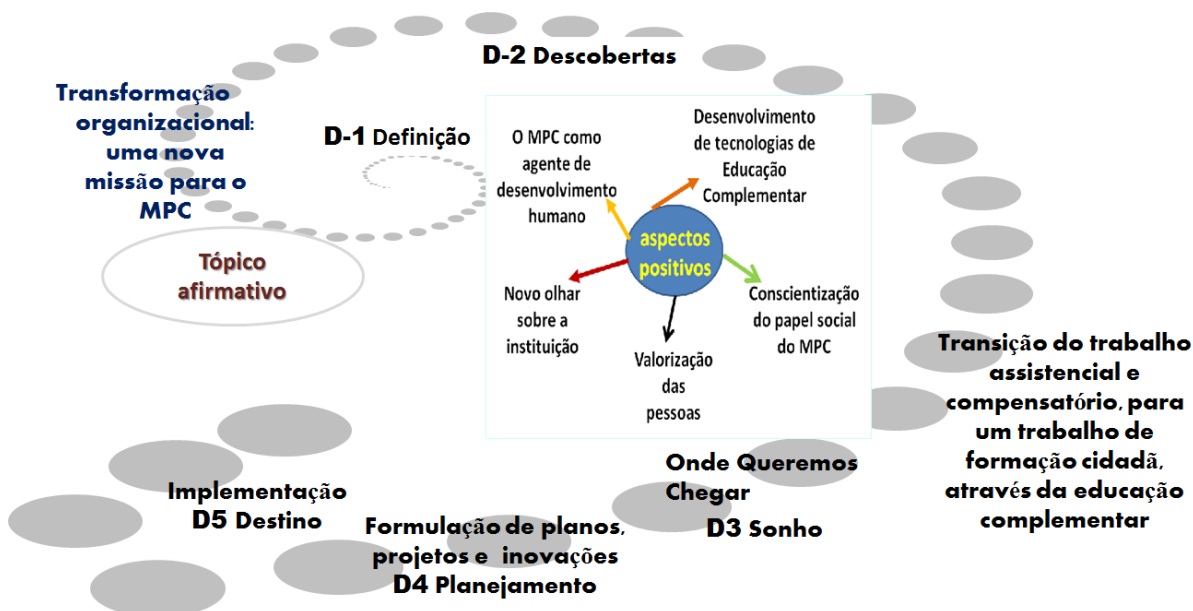 D-2 Descobertas
Transformação
organizacional:
uma nova
missão para o
MPC
D-1 Definição
Tópico
afirmativo
O MPC como
agente de
desenvolvimento
humano
Desenvolvimento
de tecnologias de
Educação
Complementar
aspectos
positivos
Novo olhar
sobre a
instituição
Valorização
das
pessoas
Conscientização
do papel social
do MPC
Transição do trabalho
assistencial e
compensatório, para
um trabalho de
formação cidadã,
através da educação
complementar
Onde Queremos
Chegar
D3 Sonho
Formulação de planos,
projetos e inovações
D4 Planejamento
Implementação
D5 Destino